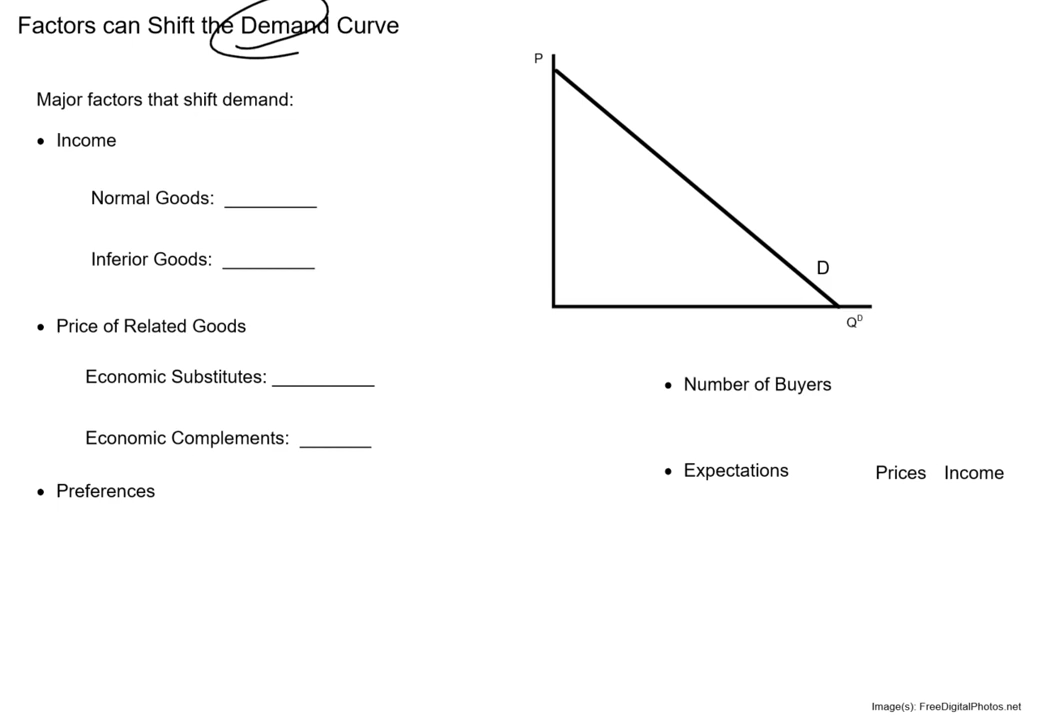 Factors can Shift the Demand Curve
Major factors that shift demand:
• Income
Normal Goods: _________
Inferior Goods: _________
• Price of Related Goods
Economic Substitutes: __________
Economic Complements: _______
• Preferences
P
D
Qᴰ
• Number of Buyers
• Expectations Prices Income
Image(s): FreeDigitalPhotos.net